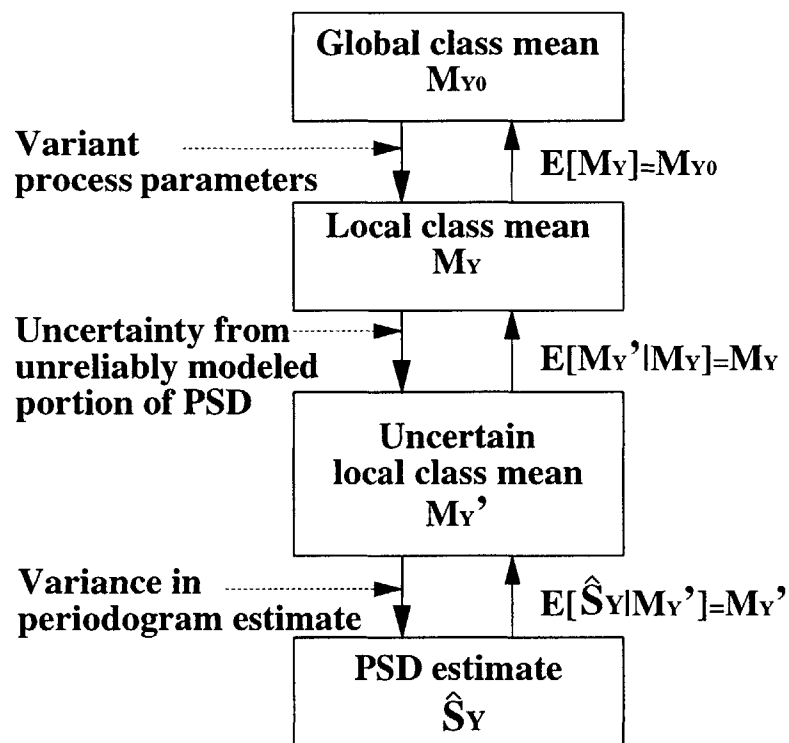 Global class mean
MY0
Variant
process parameters
E[MY]=MY0
Local class mean
MY
Uncertainty from
unreliably modeled
portion of PSD
E[MY’|MY]=MY
Uncertain
local class mean
MY’
Variance in
periodogram estimate
E[ŜY|MY’]=MY’
PSD estimate
ŜY